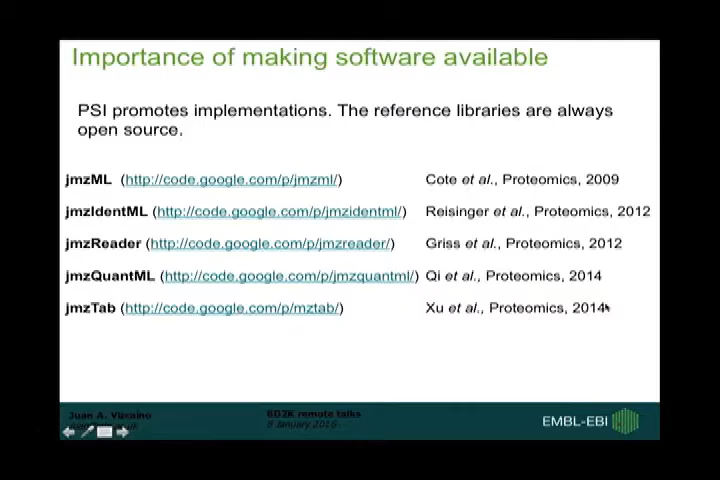 Importance of making software available
PSI promotes implementations. The reference libraries are always
open source.
jmzML (http://code.google.com/p/jmzml/) Cote et al., Proteomics, 2009
jmzIdentML (http://code.google.com/p/jmzidentml/) Reisinger et al., Proteomics, 2012
jmzReader (http://code.google.com/p/jmzreader/) Griss et al., Proteomics, 2012
jmzQuantML (http://code.google.com/p/jmzquantml/) Qi et al., Proteomics, 2014
jmzTab (http://code.google.com/p/mztab/) Xu et al., Proteomics, 2014
Juan A. Vizcaíno BD2K remote talks
8 January 2016
EMBL-EBI